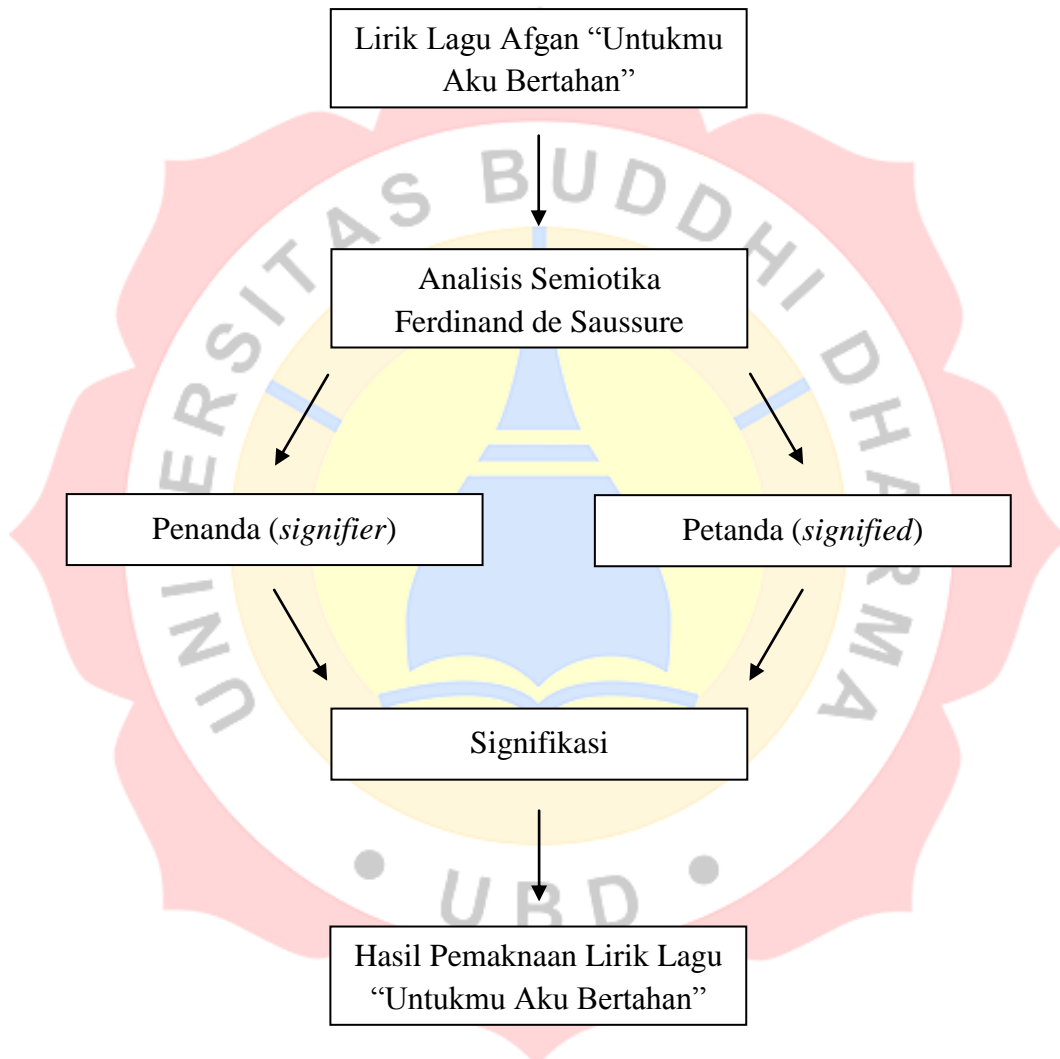 Lirik Lagu Afgan “Untukmu
Aku Bertahan”
UNIVERSITAS BUDDHI DHARMA
Analisis Semiotika
Ferdinand de Saussure
Penanda (signifier)
Petanda (signified)
Signifikasi
• UBD •
Hasil Pemaknaan Lirik Lagu
“Untukmu Aku Bertahan”